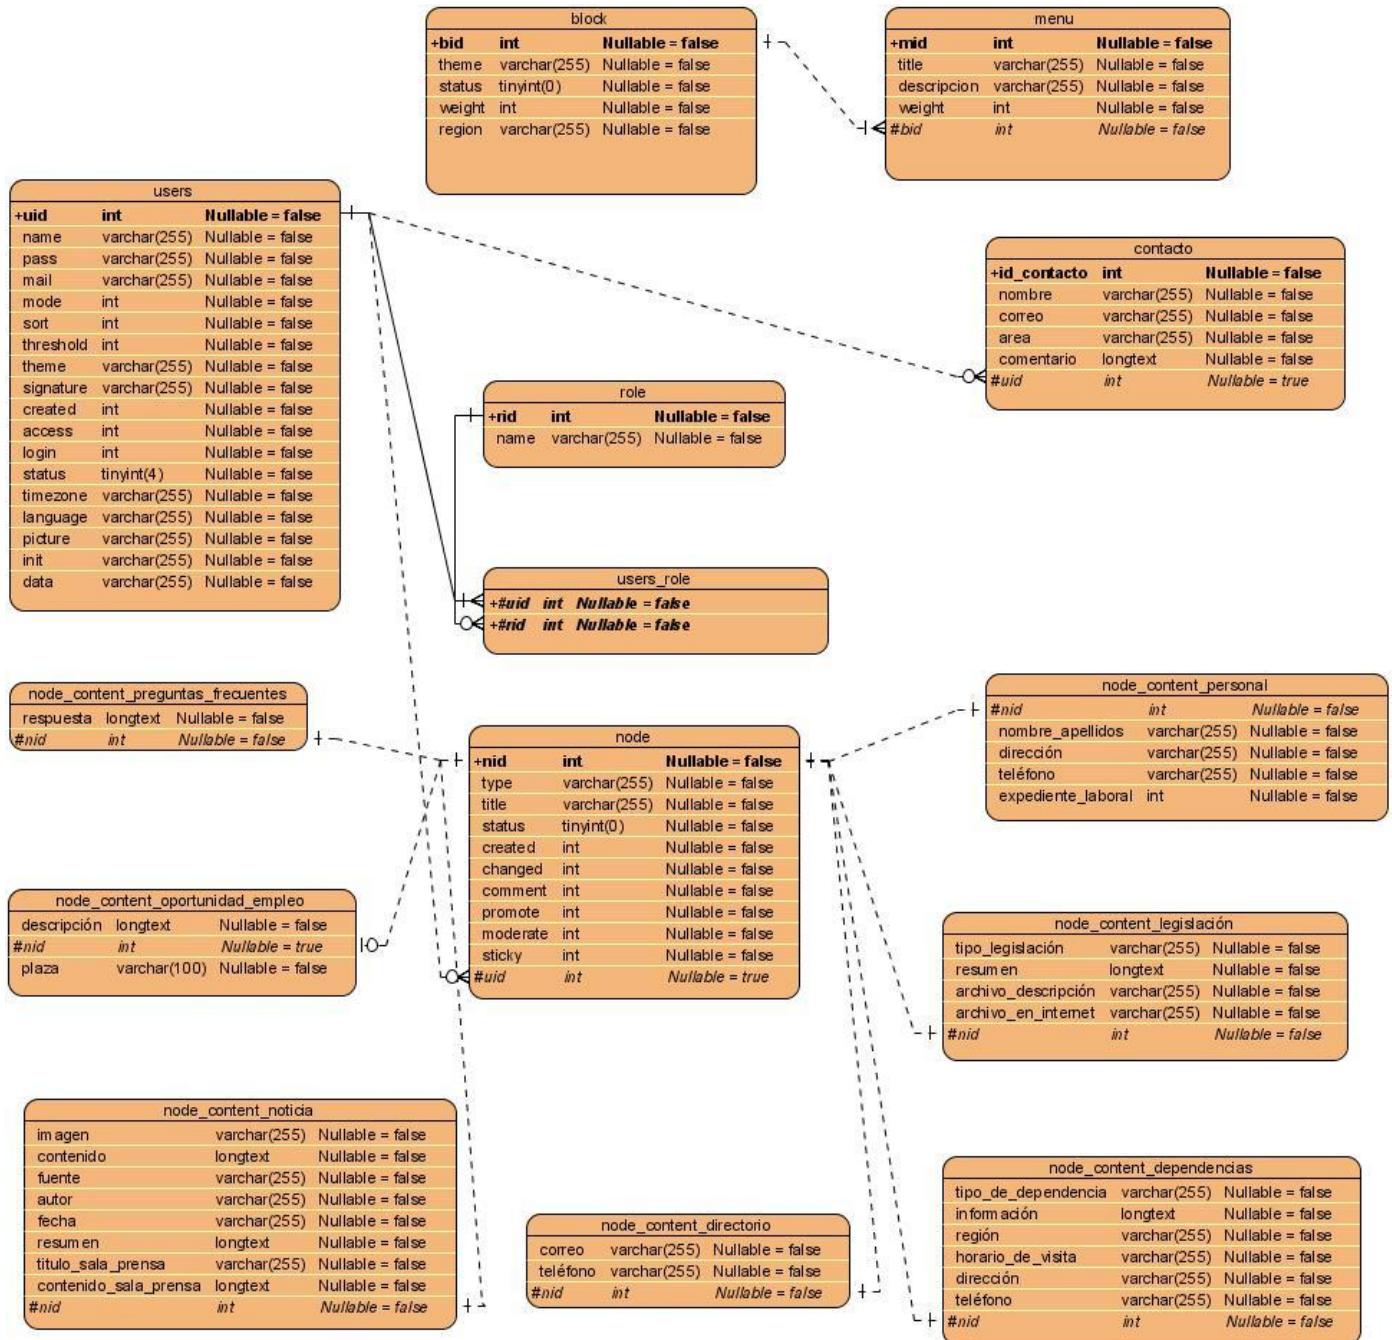 block
+bid int Nullable = false
theme varchar(255) Nullable = false
status tinyint(0) Nullable = false
weight int Nullable = false
region varchar(255) Nullable = false
menu
+mid int Nullable = false
title varchar(255) Nullable = false
descripcion varchar(255) Nullable = false
weight int Nullable = false
#bid int Nullable = false
users
+uid int Nullable = false
name varchar(255) Nullable = false
pass varchar(255) Nullable = false
mail varchar(255) Nullable = false
mode int Nullable = false
sort int Nullable = false
threshold int Nullable = false
theme varchar(255) Nullable = false
signature varchar(255) Nullable = false
created int Nullable = false
access int Nullable = false
login int Nullable = false
status tinyint(4) Nullable = false
timezone varchar(255) Nullable = false
language varchar(255) Nullable = false
picture varchar(255) Nullable = false
init varchar(255) Nullable = false
data varchar(255) Nullable = false
contacto
+id_contacto int Nullable = false
nombre varchar(255) Nullable = false
correo varchar(255) Nullable = false
area varchar(255) Nullable = false
comentario longtext Nullable = false
#uid int Nullable = true
role
+rid int Nullable = false
name varchar(255) Nullable = false
users_role
+#uid int Nullable = false
+#rid int Nullable = false
node_content_preguntas_frecuentes
respuesta longtext Nullable = false
#nid int Nullable = false
node
+nid int Nullable = false
type varchar(255) Nullable = false
title varchar(255) Nullable = false
status tinyint(0) Nullable = false
created int Nullable = false
changed int Nullable = false
comment int Nullable = false
promote int Nullable = false
moderate int Nullable = false
sticky int Nullable = false
#uid int Nullable = true
node_content_personal
#nid int Nullable = false
nombre_apellidos varchar(255) Nullable = false
dirección varchar(255) Nullable = false
teléfono varchar(255) Nullable = false
expediente_laboral int Nullable = false
node_content_oportunidad_empleo
descripción longtext Nullable = false
#nid int Nullable = true
plaza varchar(100) Nullable = false
node_content_legislación
tipo_legislación varchar(255) Nullable = false
resumen longtext Nullable = false
archivo_descripción varchar(255) Nullable = false
archivo_en_internet varchar(255) Nullable = false
#nid int Nullable = false
node_content_noticia
imagen varchar(255) Nullable = false
contenido longtext Nullable = false
fuente varchar(255) Nullable = false
autor varchar(255) Nullable = false
fecha varchar(255) Nullable = false
resumen longtext Nullable = false
titulo_sala_prensa varchar(255) Nullable = false
contenido_sala_prensa longtext Nullable = false
#nid int Nullable = false
node_content_directorio
correo varchar(255) Nullable = false
teléfono varchar(255) Nullable = false
#nid int Nullable = false
node_content_dependencias
tipo_de_dependencia varchar(255) Nullable = false
información longtext Nullable = false
región varchar(255) Nullable = false
horario_de_visita varchar(255) Nullable = false
dirección varchar(255) Nullable = false
teléfono varchar(255) Nullable = false
#nid int Nullable = false